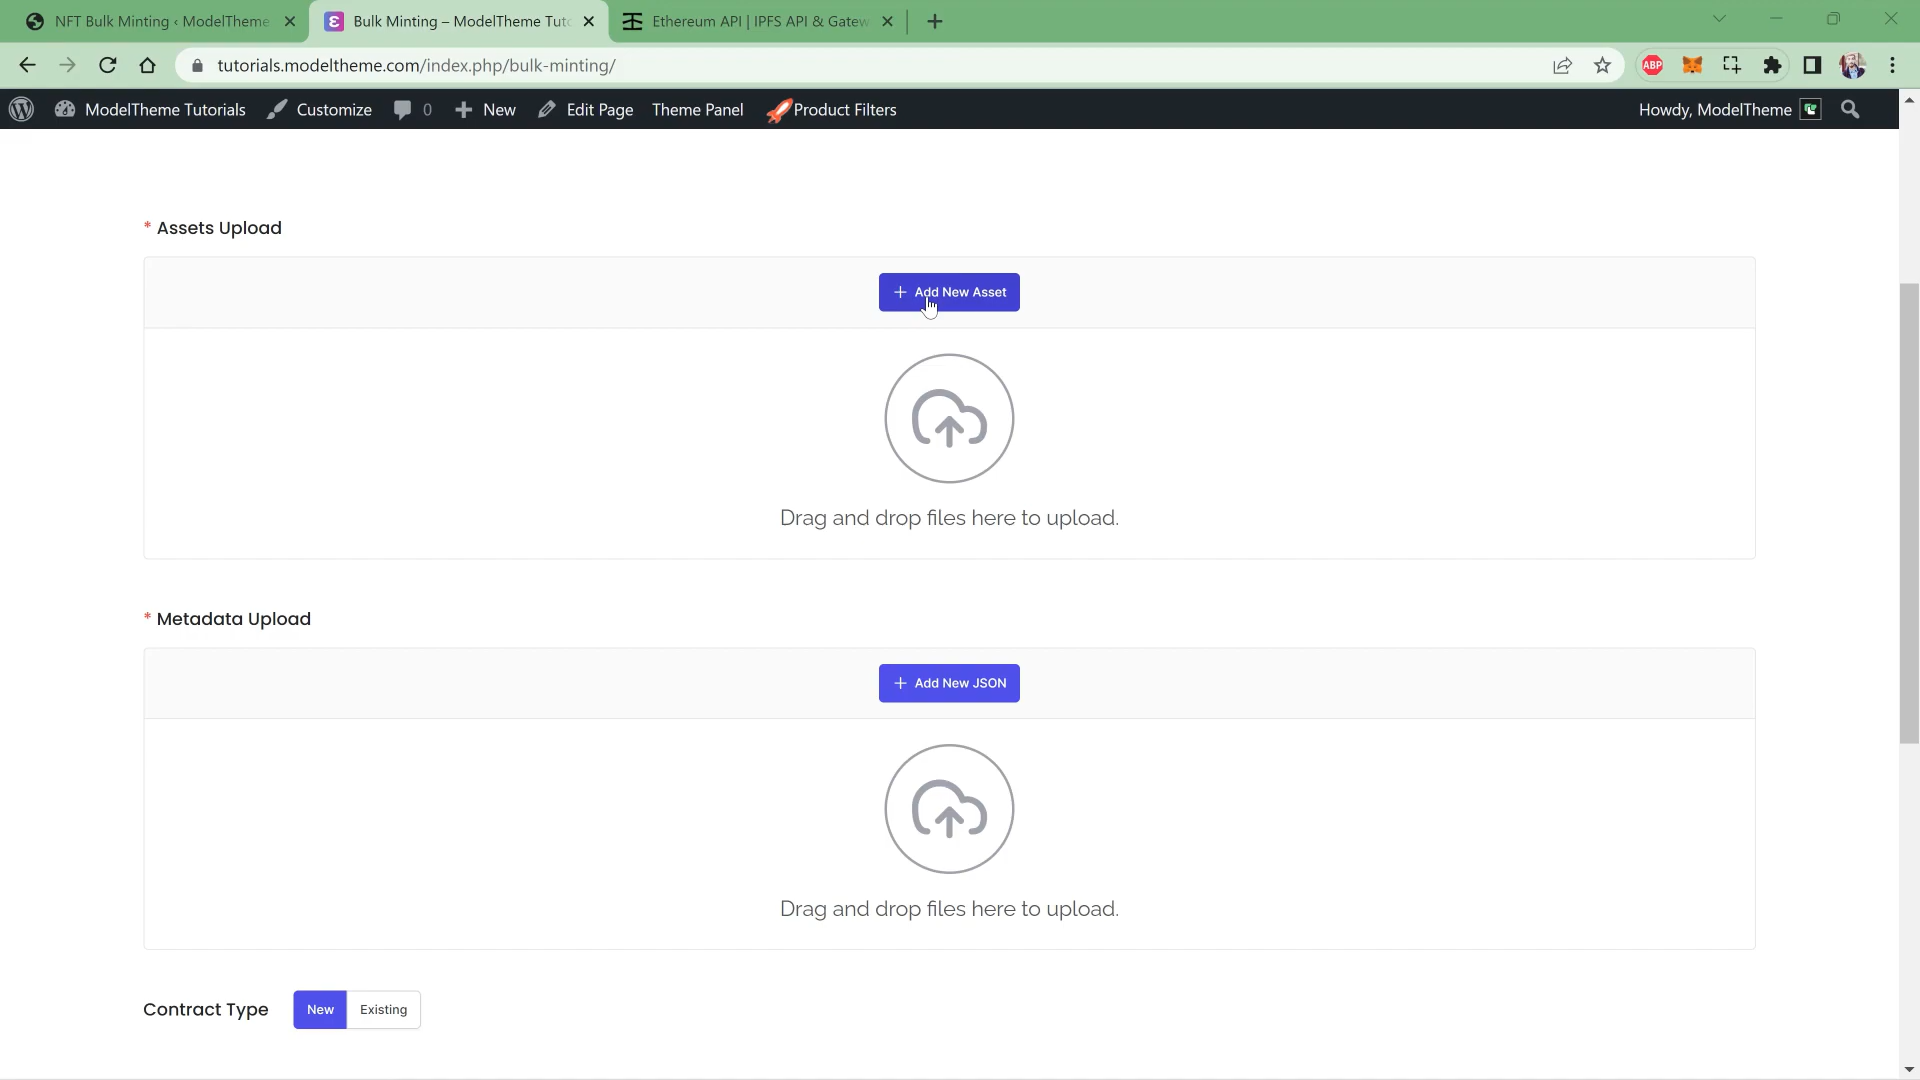 NFT Bulk Minting ‹ ModelTheme
Bulk Minting – ModelTheme Tuto
Ethereum API | IPFS API & Gatew
tutorials.modeltheme.com/index.php/bulk-minting/
ABP
ModelTheme Tutorials
Customize
0
New
Edit Page
Theme Panel
Product Filters
Howdy, ModelTheme
* Assets Upload
+ Add New Asset
Drag and drop files here to upload.
* Metadata Upload
+ Add New JSON
Drag and drop files here to upload.
Contract Type
New
Existing